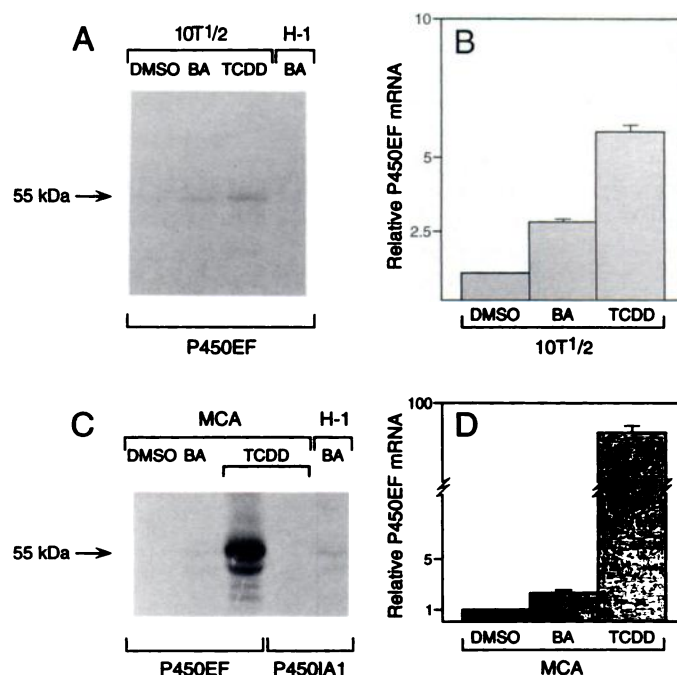 A
10T1/2 H-1
DMSO BA TCDD BA
55 kDa
P450EF
B
Relative P450EF mRNA
10
5
2.5
DMSO BA TCDD
10T1/2
C
MCA H-1
DMSO BA TCDD BA
55 kDa
P450EF P450IA1
D
Relative P450EF mRNA
100
5
1
DMSO BA TCDD
MCA